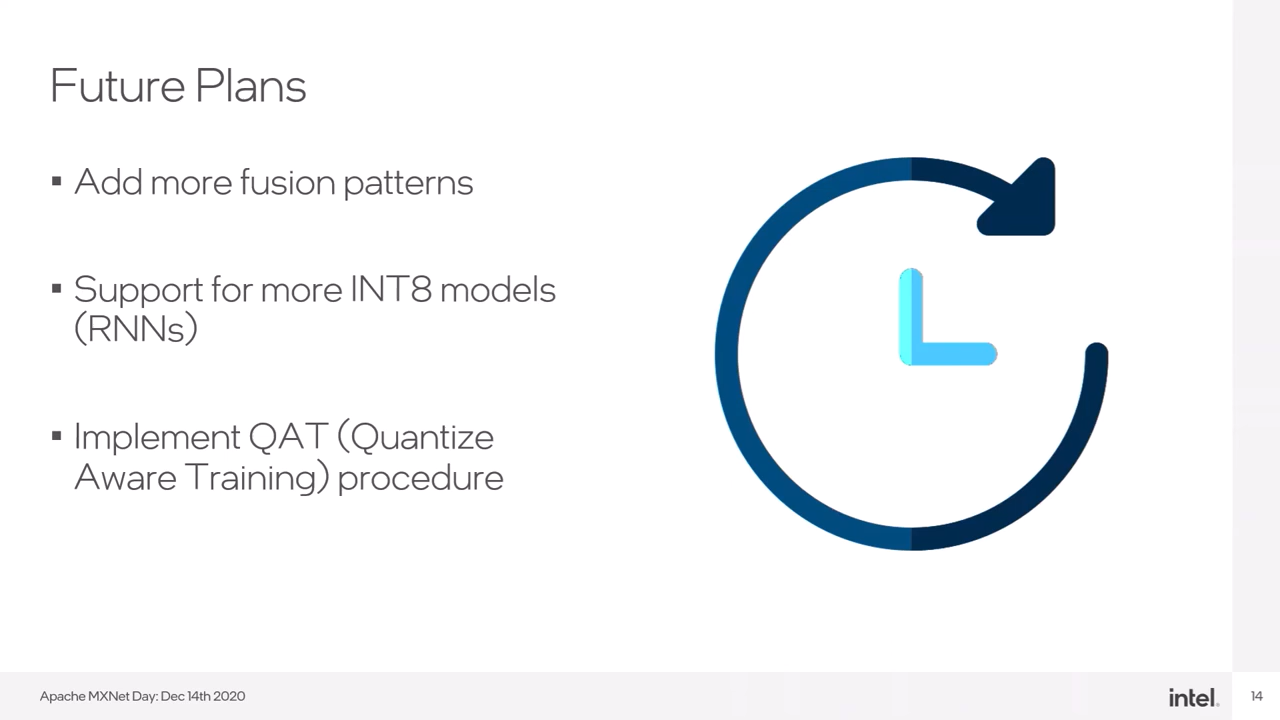 Future Plans
▪ Add more fusion patterns
▪ Support for more INT8 models
(RNNs)
▪ Implement QAT (Quantize
Aware Training) procedure
Apache MXNet Day: Dec 14th 2020
intel.
14